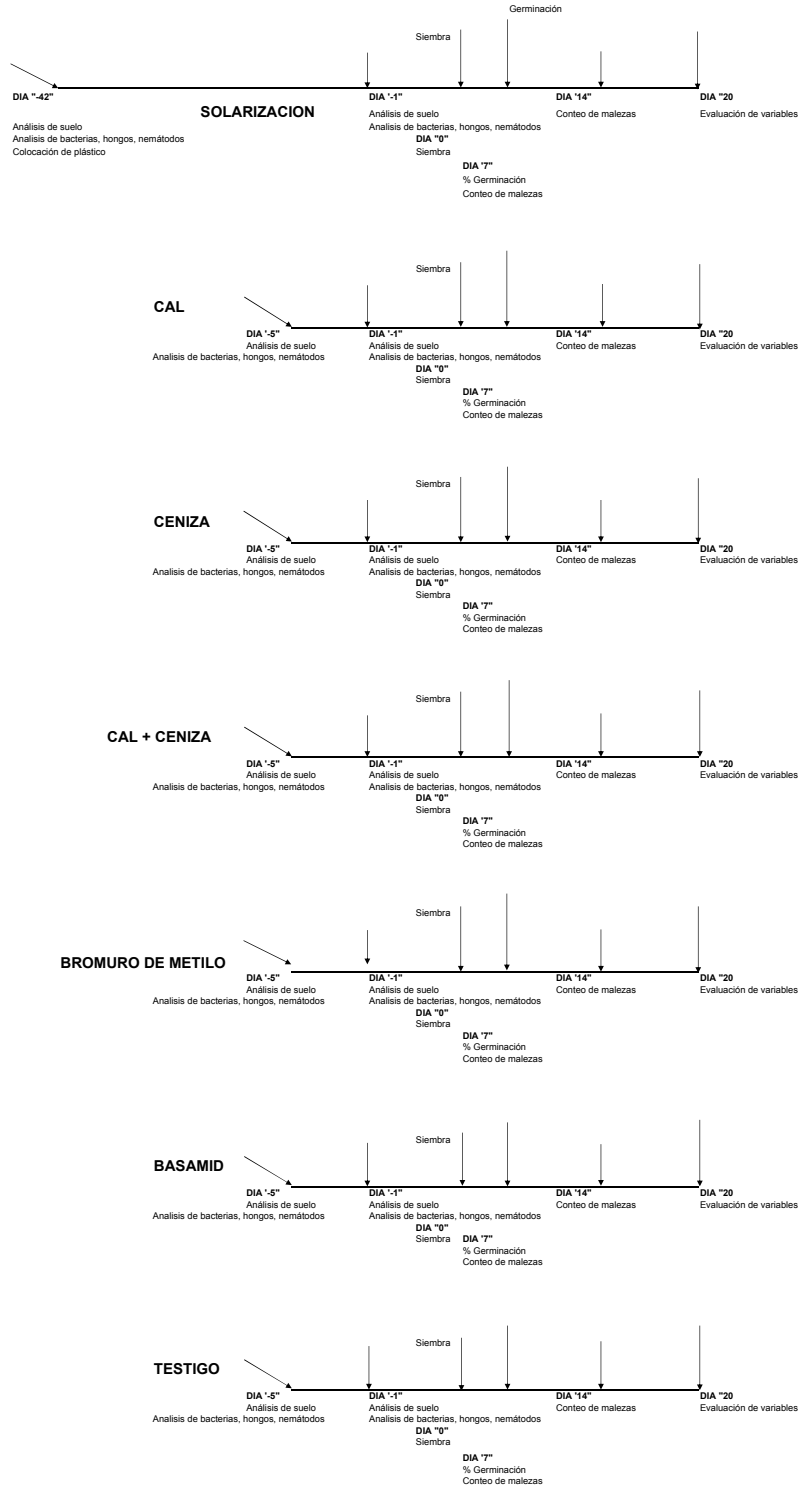 Germinación
Siembra
DIA "-42" DIA '-1" DIA '14" DIA "20
SOLARIZACION
Análisis de suelo Análisis de suelo Conteo de malezas Evaluación de variables
Analisis de bacterias, hongos, nemátodos Analisis de bacterias, hongos, nemátodos
DIA "0"
Colocación de plástico Siembra
DIA '7"
% Germinación
Conteo de malezas
Siembra
CAL
DIA '-5" DIA '-1" DIA '14" DIA "20
Análisis de suelo Análisis de suelo Conteo de malezas Evaluación de variables
Analisis de bacterias, hongos, nemátodos Analisis de bacterias, hongos, nemátodos
DIA "0"
Siembra
DIA '7"
% Germinación
Conteo de malezas
Siembra
CENIZA
DIA '-5" DIA '-1" DIA '14" DIA "20
Análisis de suelo Análisis de suelo Conteo de malezas Evaluación de variables
Analisis de bacterias, hongos, nemátodos Analisis de bacterias, hongos, nemátodos
DIA "0"
Siembra
DIA '7"
% Germinación
Conteo de malezas
Siembra
CAL + CENIZA
DIA '-5" DIA '-1" DIA '14" DIA "20
Análisis de suelo Análisis de suelo Conteo de malezas Evaluación de variables
Analisis de bacterias, hongos, nemátodos Analisis de bacterias, hongos, nemátodos
DIA "0"
Siembra
DIA '7"
% Germinación
Conteo de malezas
Siembra
BROMURO DE METILO
DIA '-5" DIA '-1" DIA '14" DIA "20
Análisis de suelo Análisis de suelo Conteo de malezas Evaluación de variables
Analisis de bacterias, hongos, nemátodos Analisis de bacterias, hongos, nemátodos
DIA "0"
Siembra
DIA '7"
% Germinación
Conteo de malezas
Siembra
BASAMID
DIA '-5" DIA '-1" DIA '14" DIA "20
Análisis de suelo Análisis de suelo Conteo de malezas Evaluación de variables
Analisis de bacterias, hongos, nemátodos Analisis de bacterias, hongos, nemátodos
DIA "0"
Siembra DIA '7"
% Germinación
Conteo de malezas
Siembra
TESTIGO
DIA '-5" DIA '-1" DIA '14" DIA "20
Análisis de suelo Análisis de suelo Conteo de malezas Evaluación de variables
Analisis de bacterias, hongos, nemátodos Analisis de bacterias, hongos, nemátodos
DIA "0"
Siembra
DIA '7"
% Germinación
Conteo de malezas